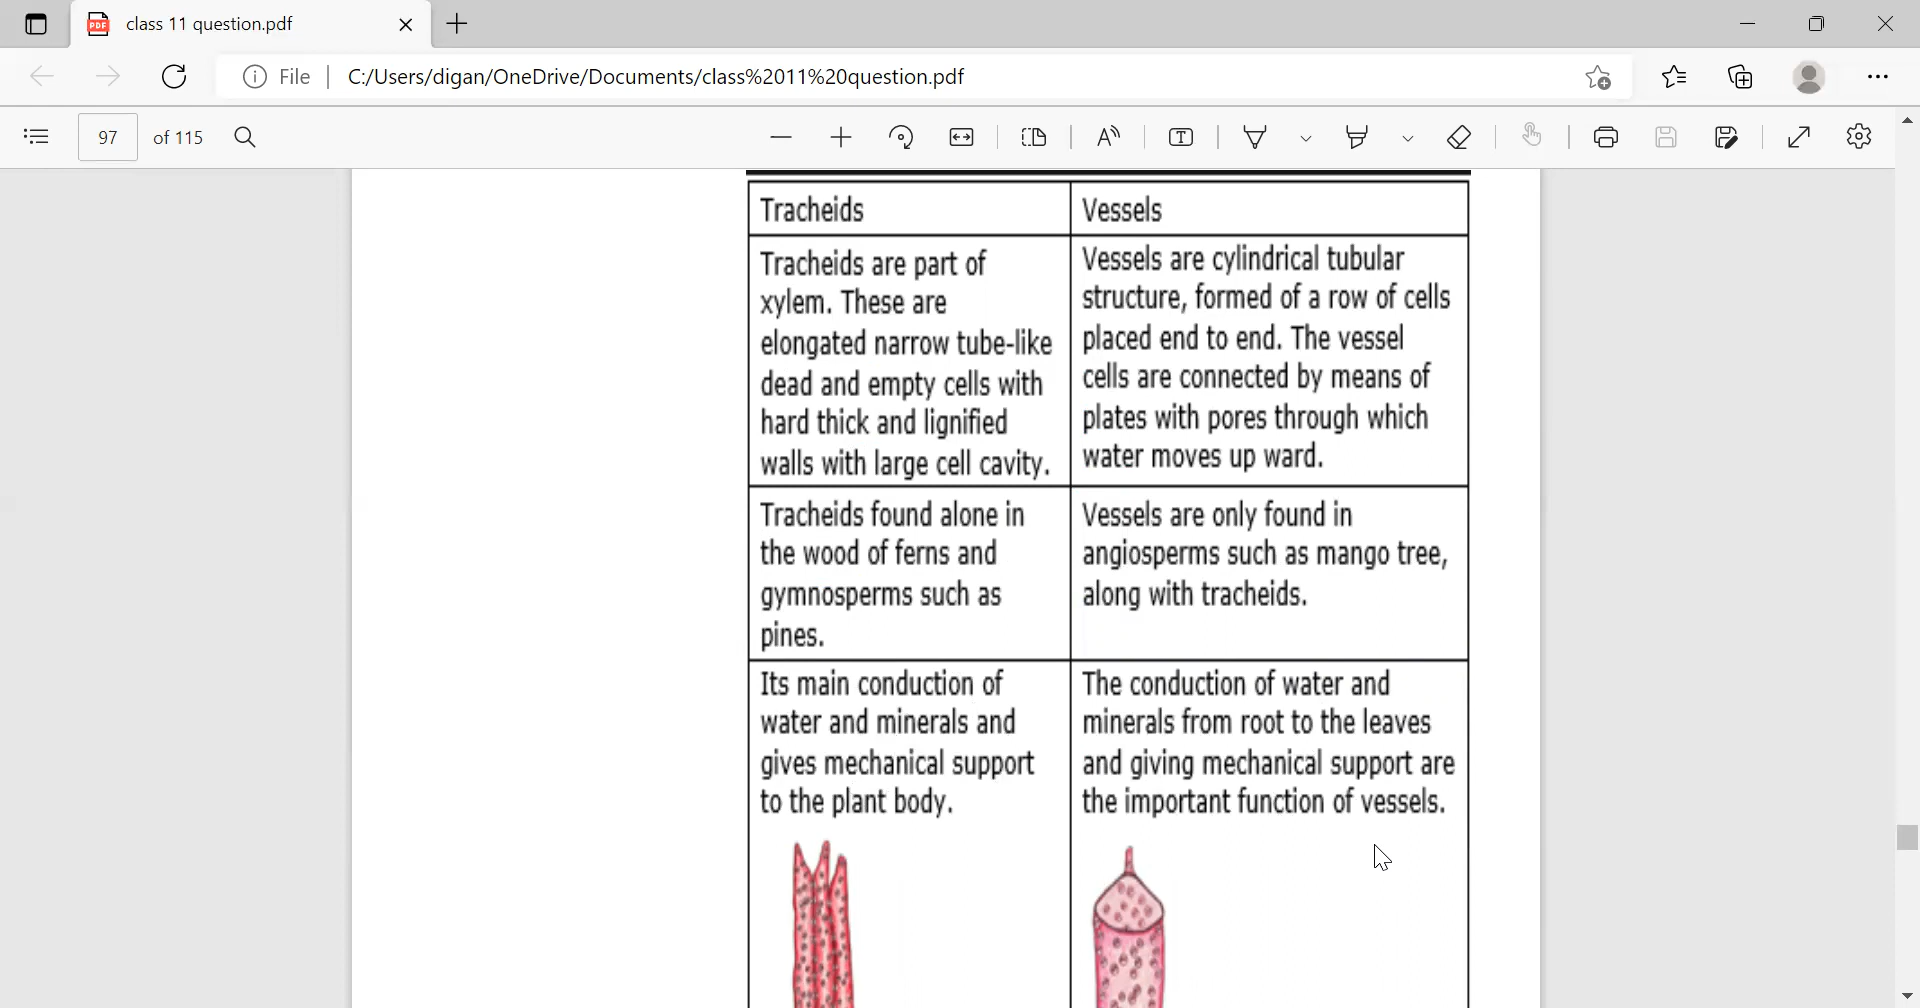 class 11 question.pdf
File
C:/Users/digan/OneDrive/Documents/class%2011%20question.pdf
97 of 115
Tracheids
Vessels
Tracheids are part of
xylem. These are
elongated narrow tube-like
dead and empty cells with
hard thick and lignified
walls with large cell cavity.
Vessels are cylindrical tubular
structure, formed of a row of cells
placed end to end. The vessel
cells are connected by means of
plates with pores through which
water moves up ward.
Tracheids found alone in
the wood of ferns and
gymnosperms such as
pines.
Vessels are only found in
angiosperms such as mango tree,
along with tracheids.
Its main conduction of
water and minerals and
gives mechanical support
to the plant body.
The conduction of water and
minerals from root to the leaves
and giving mechanical support are
the important function of vessels.